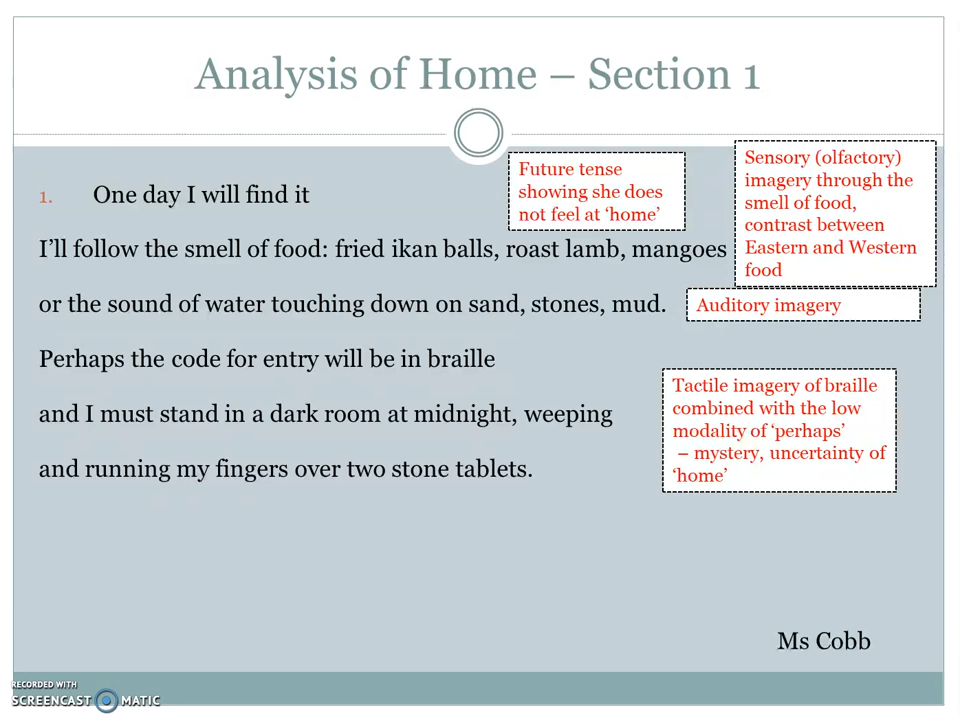 Analysis of Home – Section 1
1. One day I will find it
Future tense
showing she does
not feel at ‘home’
Sensory (olfactory)
imagery through the
smell of food,
contrast between
Eastern and Western
food
I’ll follow the smell of food: fried ikan balls, roast lamb, mangoes
or the sound of water touching down on sand, stones, mud.
Auditory imagery
Perhaps the code for entry will be in braille
and I must stand in a dark room at midnight, weeping
and running my fingers over two stone tablets.
Tactile imagery of braille
combined with the low
modality of ‘perhaps’
– mystery, uncertainty of
‘home’
Ms Cobb
RECORDED WITH
SCREENCAST MATIC